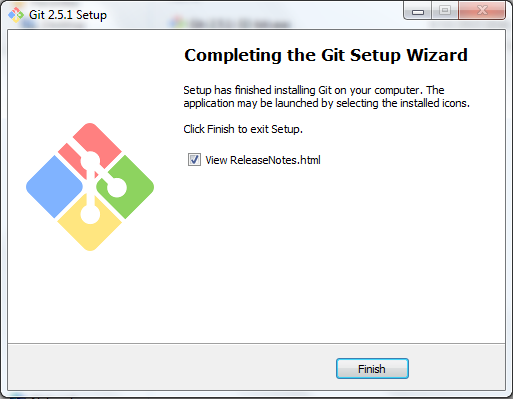 Git 2.5.1 Setup
Completing the Git Setup Wizard
Setup has finished installing Git on your computer. The
application may be launched by selecting the installed icons.
Click Finish to exit Setup.
View ReleaseNotes.html
Finish